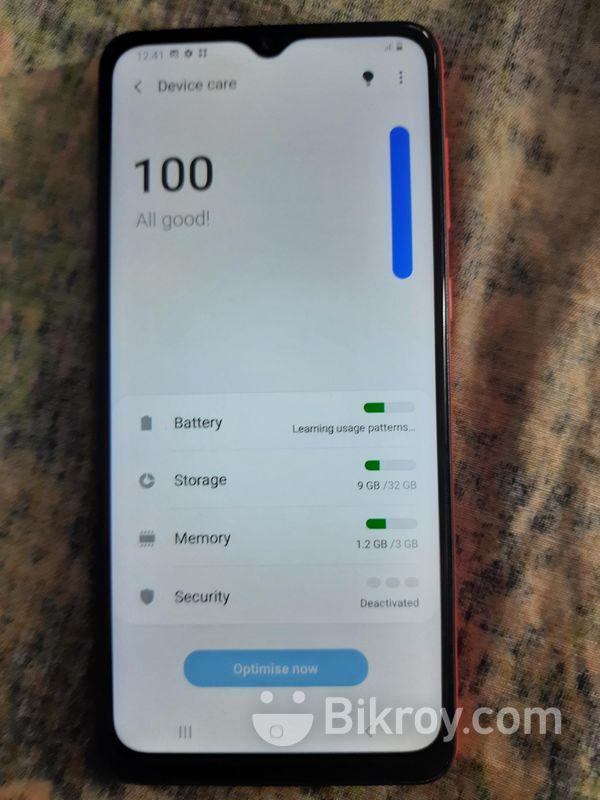 12:41
Device care
100
All good!
Battery
Learning usage patterns...
Storage
9 GB /32 GB
Memory
1.2 GB /3 GB
Security
Deactivated
Optimise now
Bikroy.com